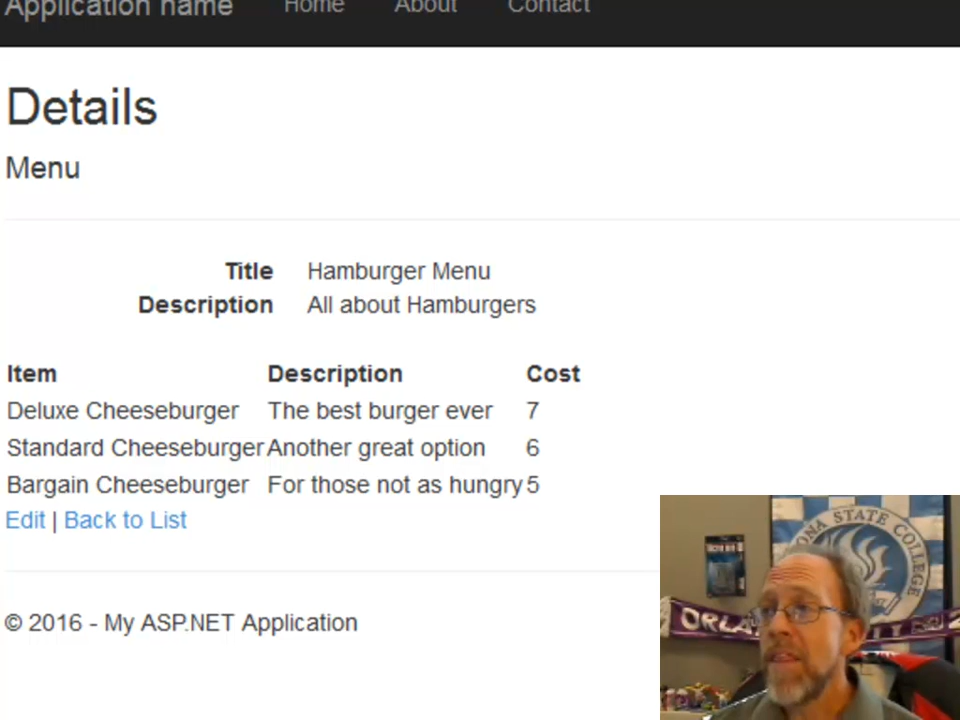 Application name Home About Contact
Details
Menu
Title Hamburger Menu
Description All about Hamburgers
Item Description Cost
Deluxe Cheeseburger The best burger ever 7
Standard Cheeseburger Another great option 6
Bargain Cheeseburger For those not as hungry 5
Edit | Back to List
© 2016 - My ASP.NET Application
STATE COLLEGE